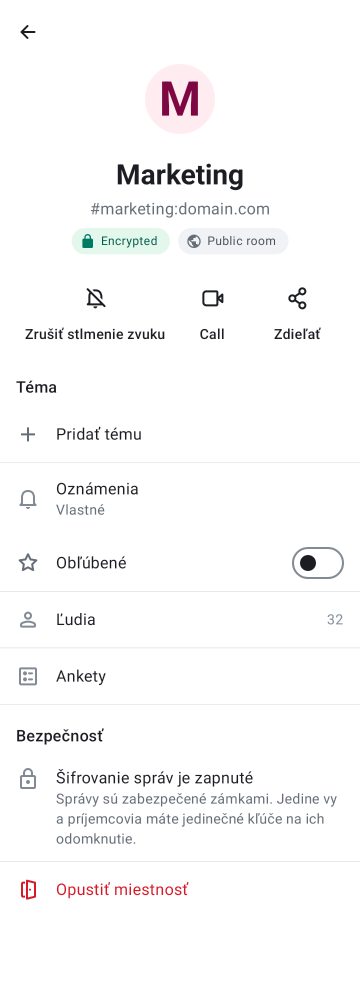 M
Marketing
#marketing:domain.com
Encrypted
Public room
Zrušiť stlmenie zvuku
Call
Zdieľať
Téma
Pridať tému
Oznámenia
Vlastné
Obľúbené
Ľudia
32
Ankety
Bezpečnosť
Šifrovanie správ je zapnuté
Správy sú zabezpečené zámkami. Jedine vy
a príjemcovia máte jedinečné kľúče na ich
odomknutie.
Opustiť miestnosť